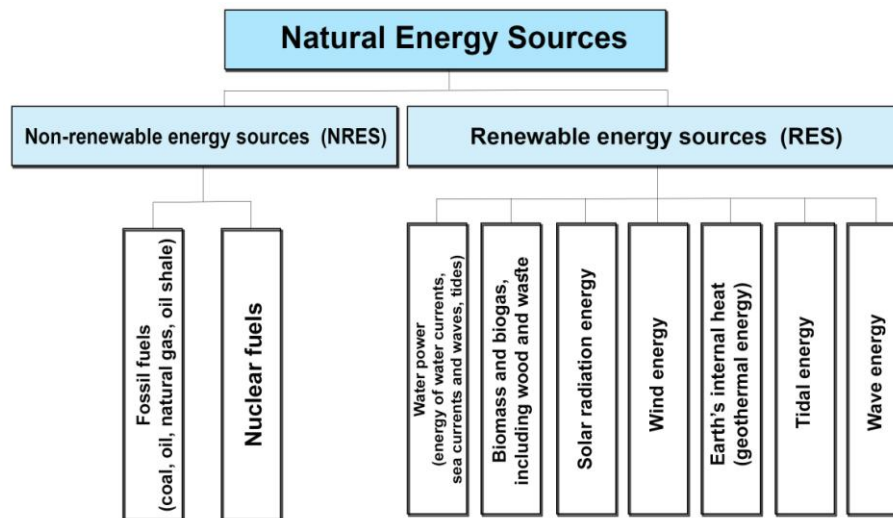 Natural Energy Sources
Non-renewable energy sources (NRES)
Renewable energy sources (RES)
Fossil fuels
(coal, oil, natural gas, oil shale)
Nuclear fuels
Water power
(energy of water currents,
sea currents and waves, tides)
Biomass and biogas,
including wood and waste
Solar radiation energy
Wind energy
Earth's internal heat
(geothermal energy)
Tidal energy
Wave energy